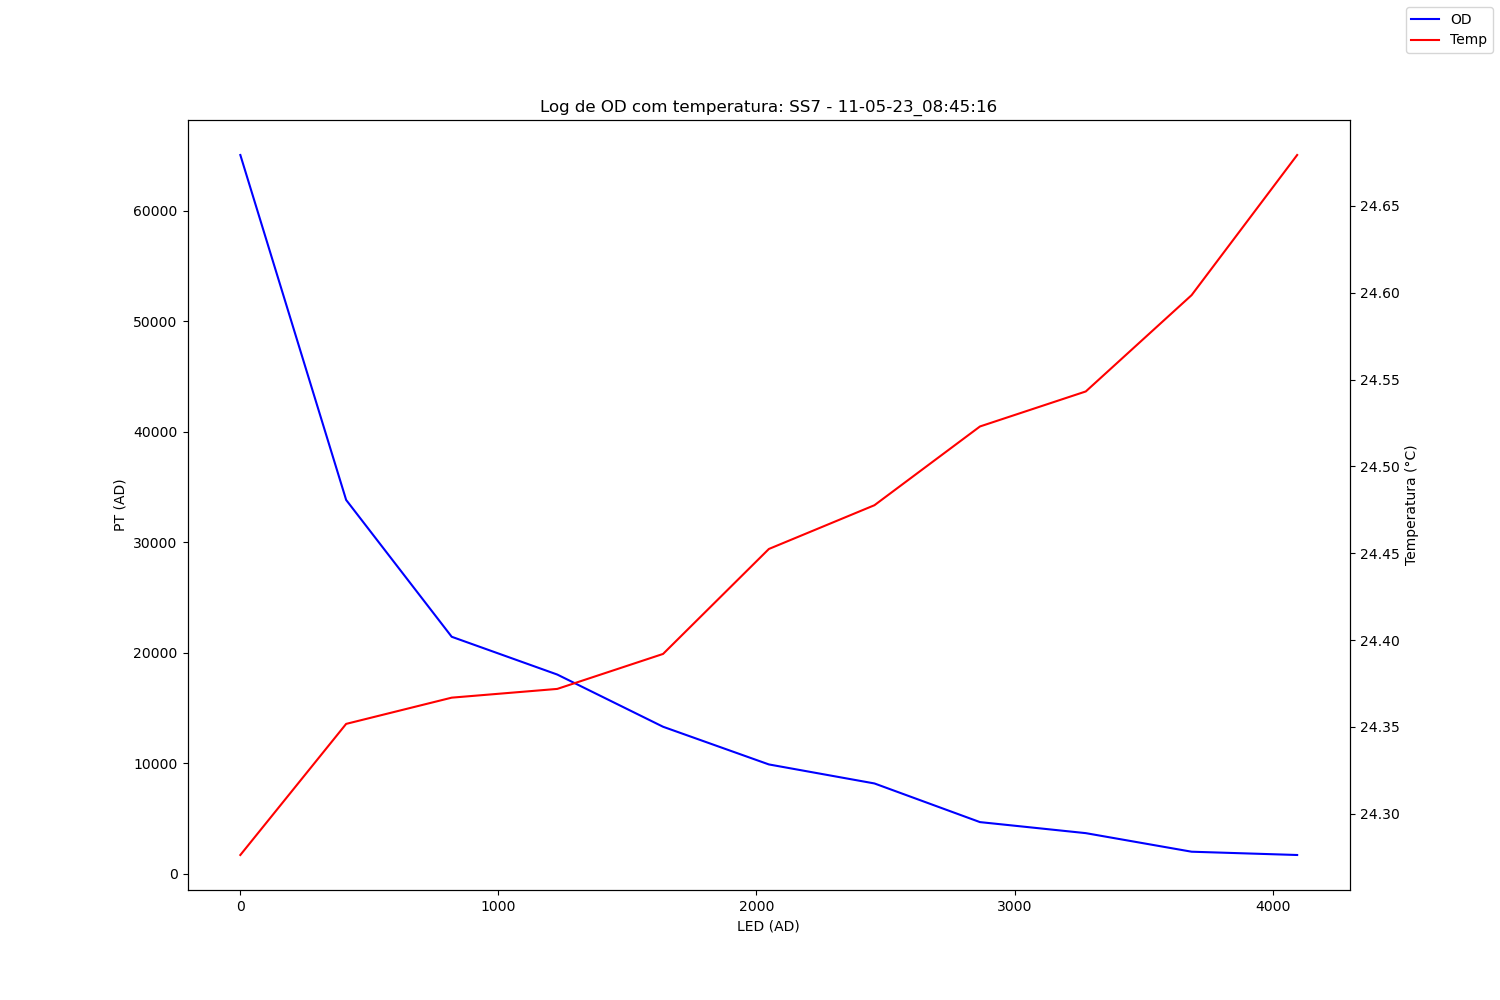 OD
Temp
Log de OD com temperatura: SS7 - 11-05-23_08:45:16
PT (AD)
60000
50000
40000
30000
20000
10000
0
24.65
24.60
24.55
24.50
24.45
24.40
24.35
24.30
Temperatura (°C)
0 1000 2000 3000 4000
LED (AD)